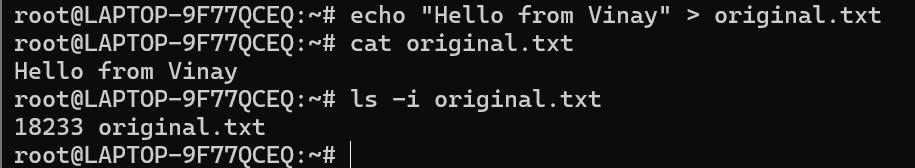 root@LAPTOP-9F77QCEQ:~# echo "Hello from Vinay" > original.txt
root@LAPTOP-9F77QCEQ:~# cat original.txt
Hello from Vinay
root@LAPTOP-9F77QCEQ:~# ls -i original.txt
18233 original.txt
root@LAPTOP-9F77QCEQ:~#